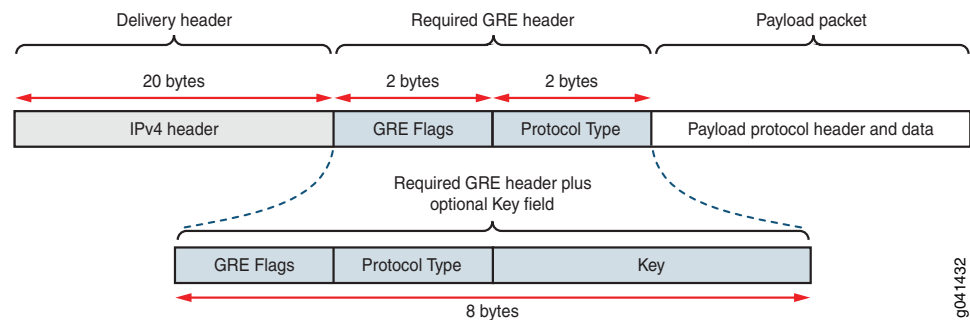 Delivery header
Required GRE header
Payload packet
20 bytes
2 bytes
2 bytes
IPv4 header
GRE Flags
Protocol Type
Payload protocol header and data
Required GRE header plus
optional Key field
GRE Flags
Protocol Type
Key
8 bytes
g041432